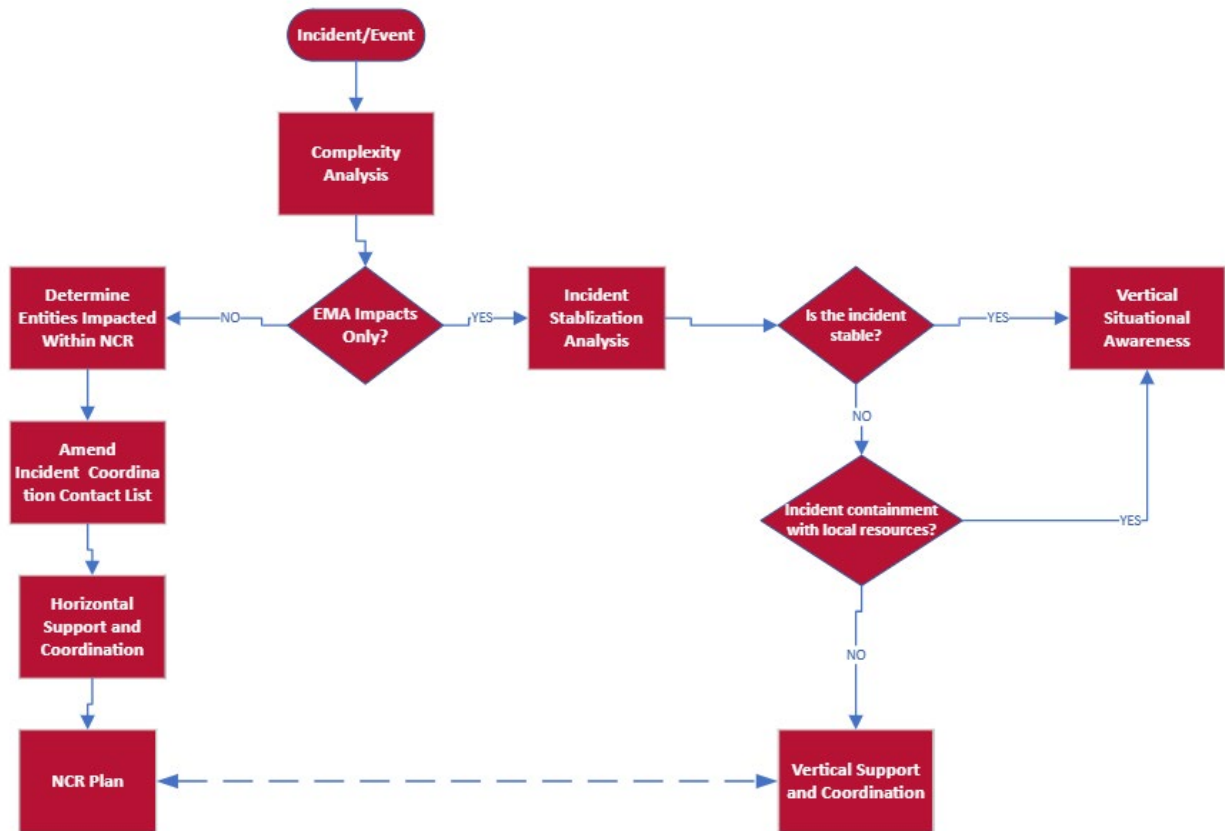 Incident/Event
Complexity
Analysis
Determine
Entities Impacted
Within NCR
NO
EMA Impacts
Only?
YES
Incident
Stablization
Analysis
Is the incident
stable?
YES
Vertical
Situational
Awareness
NO
Amend
Incident Coordina
tion Contact List
Incident containment
with local resources?
YES
Horizontal
Support and
Coordination
NO
NCR Plan
Vertical Support
and Coordination